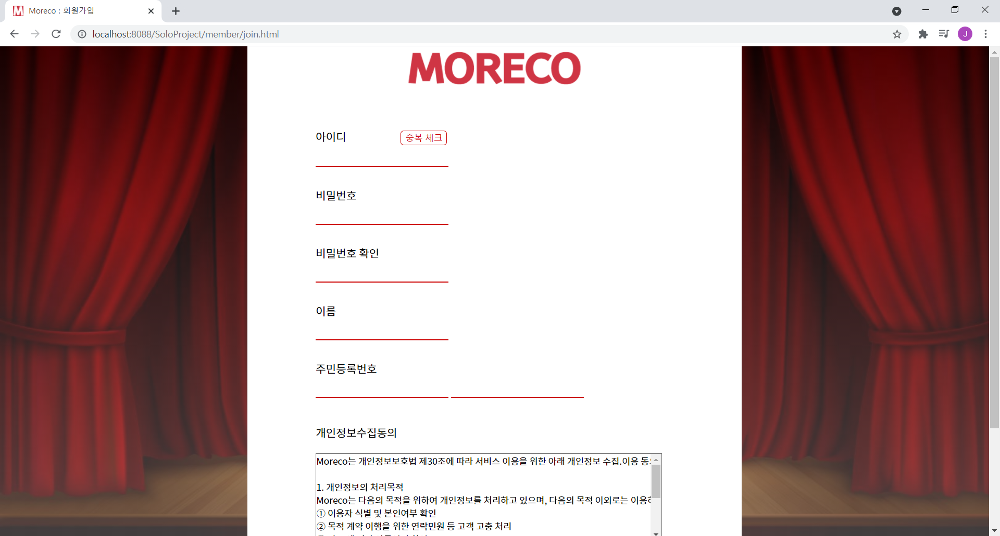 Moreco : 회원가입
localhost:8088/SoloProject/member/join.html
J
MORECO
아이디 중복 체크
비밀번호
비밀번호 확인
이름
주민등록번호
개인정보수집동의
Moreco는 개인정보보호법 제30조에 따라 서비스 이용을 위한 아래 개인정보 수집.이용
1. 개인정보의 처리목적
Moreco는 다음의 목적을 위하여 개인정보를 처리하고 있으며, 다음의 목적 이외로는
① 이용자 식별 및 본인여부 확인
② 목적 계약 이행을 위한 연락민원 등 고객 고충 처리